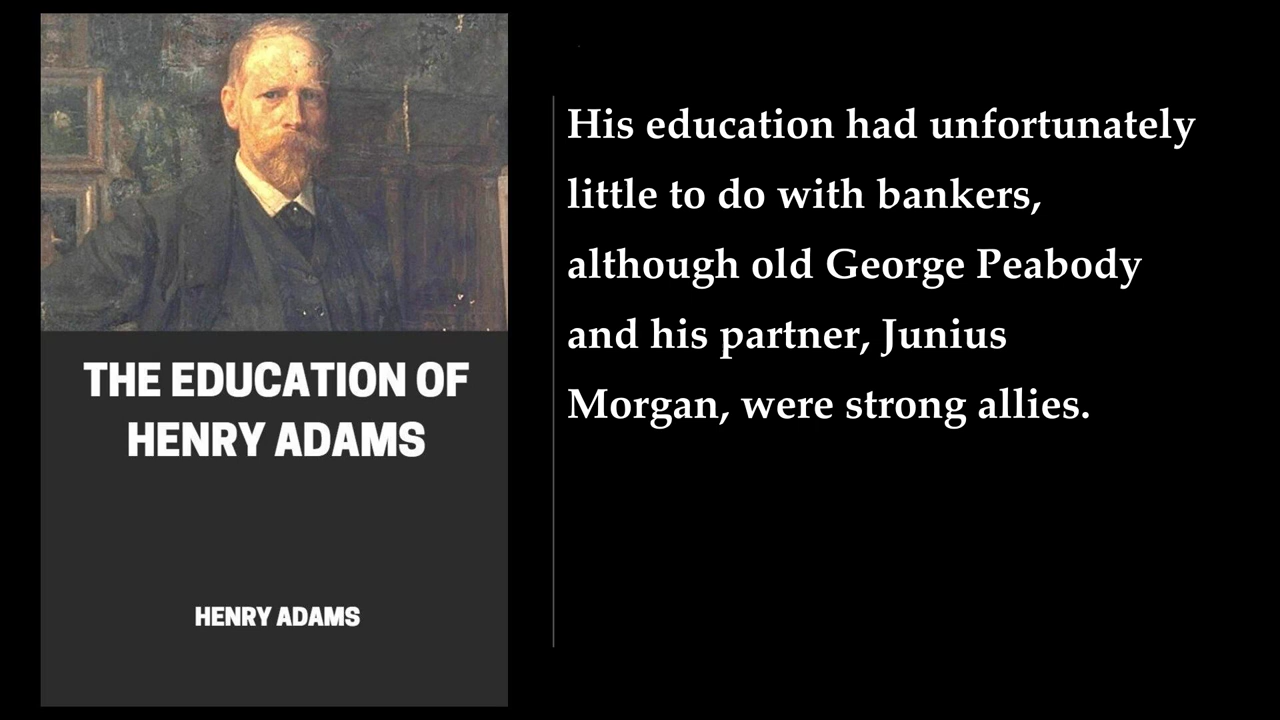 THE EDUCATION OF
HENRY ADAMS
HENRY ADAMS
His education had unfortunately
little to do with bankers,
although old George Peabody
and his partner, Junius
Morgan, were strong allies.